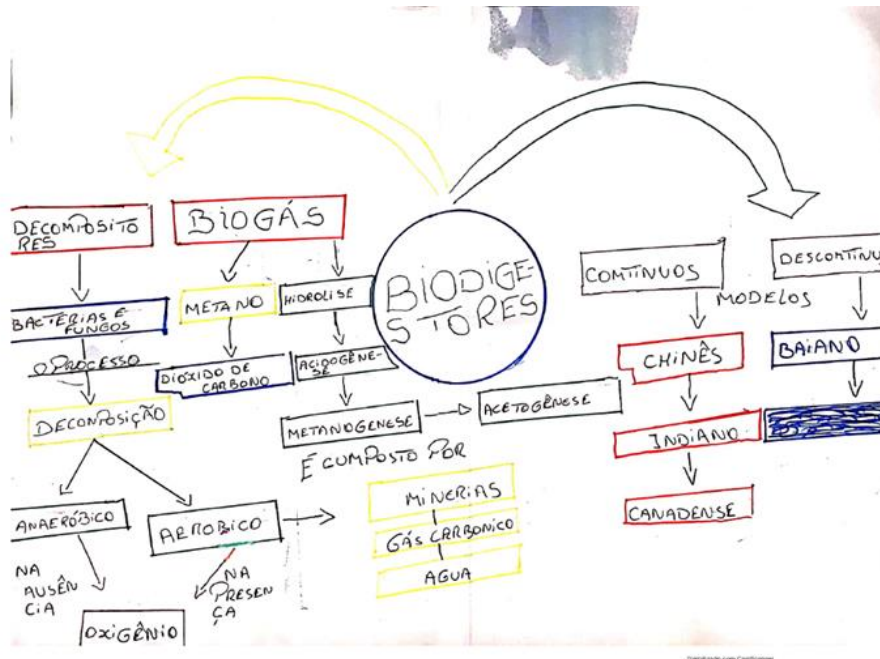 BIODIGE-
STORES
DECOMPOSITO
RES
BACTÉRIAS E
FUNGOS
O PROCESSO
DECOMPOSIÇÃO
ANAERÓBICO
AEROBICO
NA
AUSÊN
CIA
NA
PRESEN
ÇA
OXIGÊNIO
BIOGÁS
METANO
DIÓXIDO DE
CARBONO
HIDROLISE
ACIDOGÊNE-
SE
METANOGENESE
ACETOGÊNESE
É COMPOSTO POR
MINERIAS
GÁS CARBONICO
AGUA
CONTINUOS
MODELOS
CHINÊS
INDIANO
CANADENSE
DESCONTINU
BAIANO